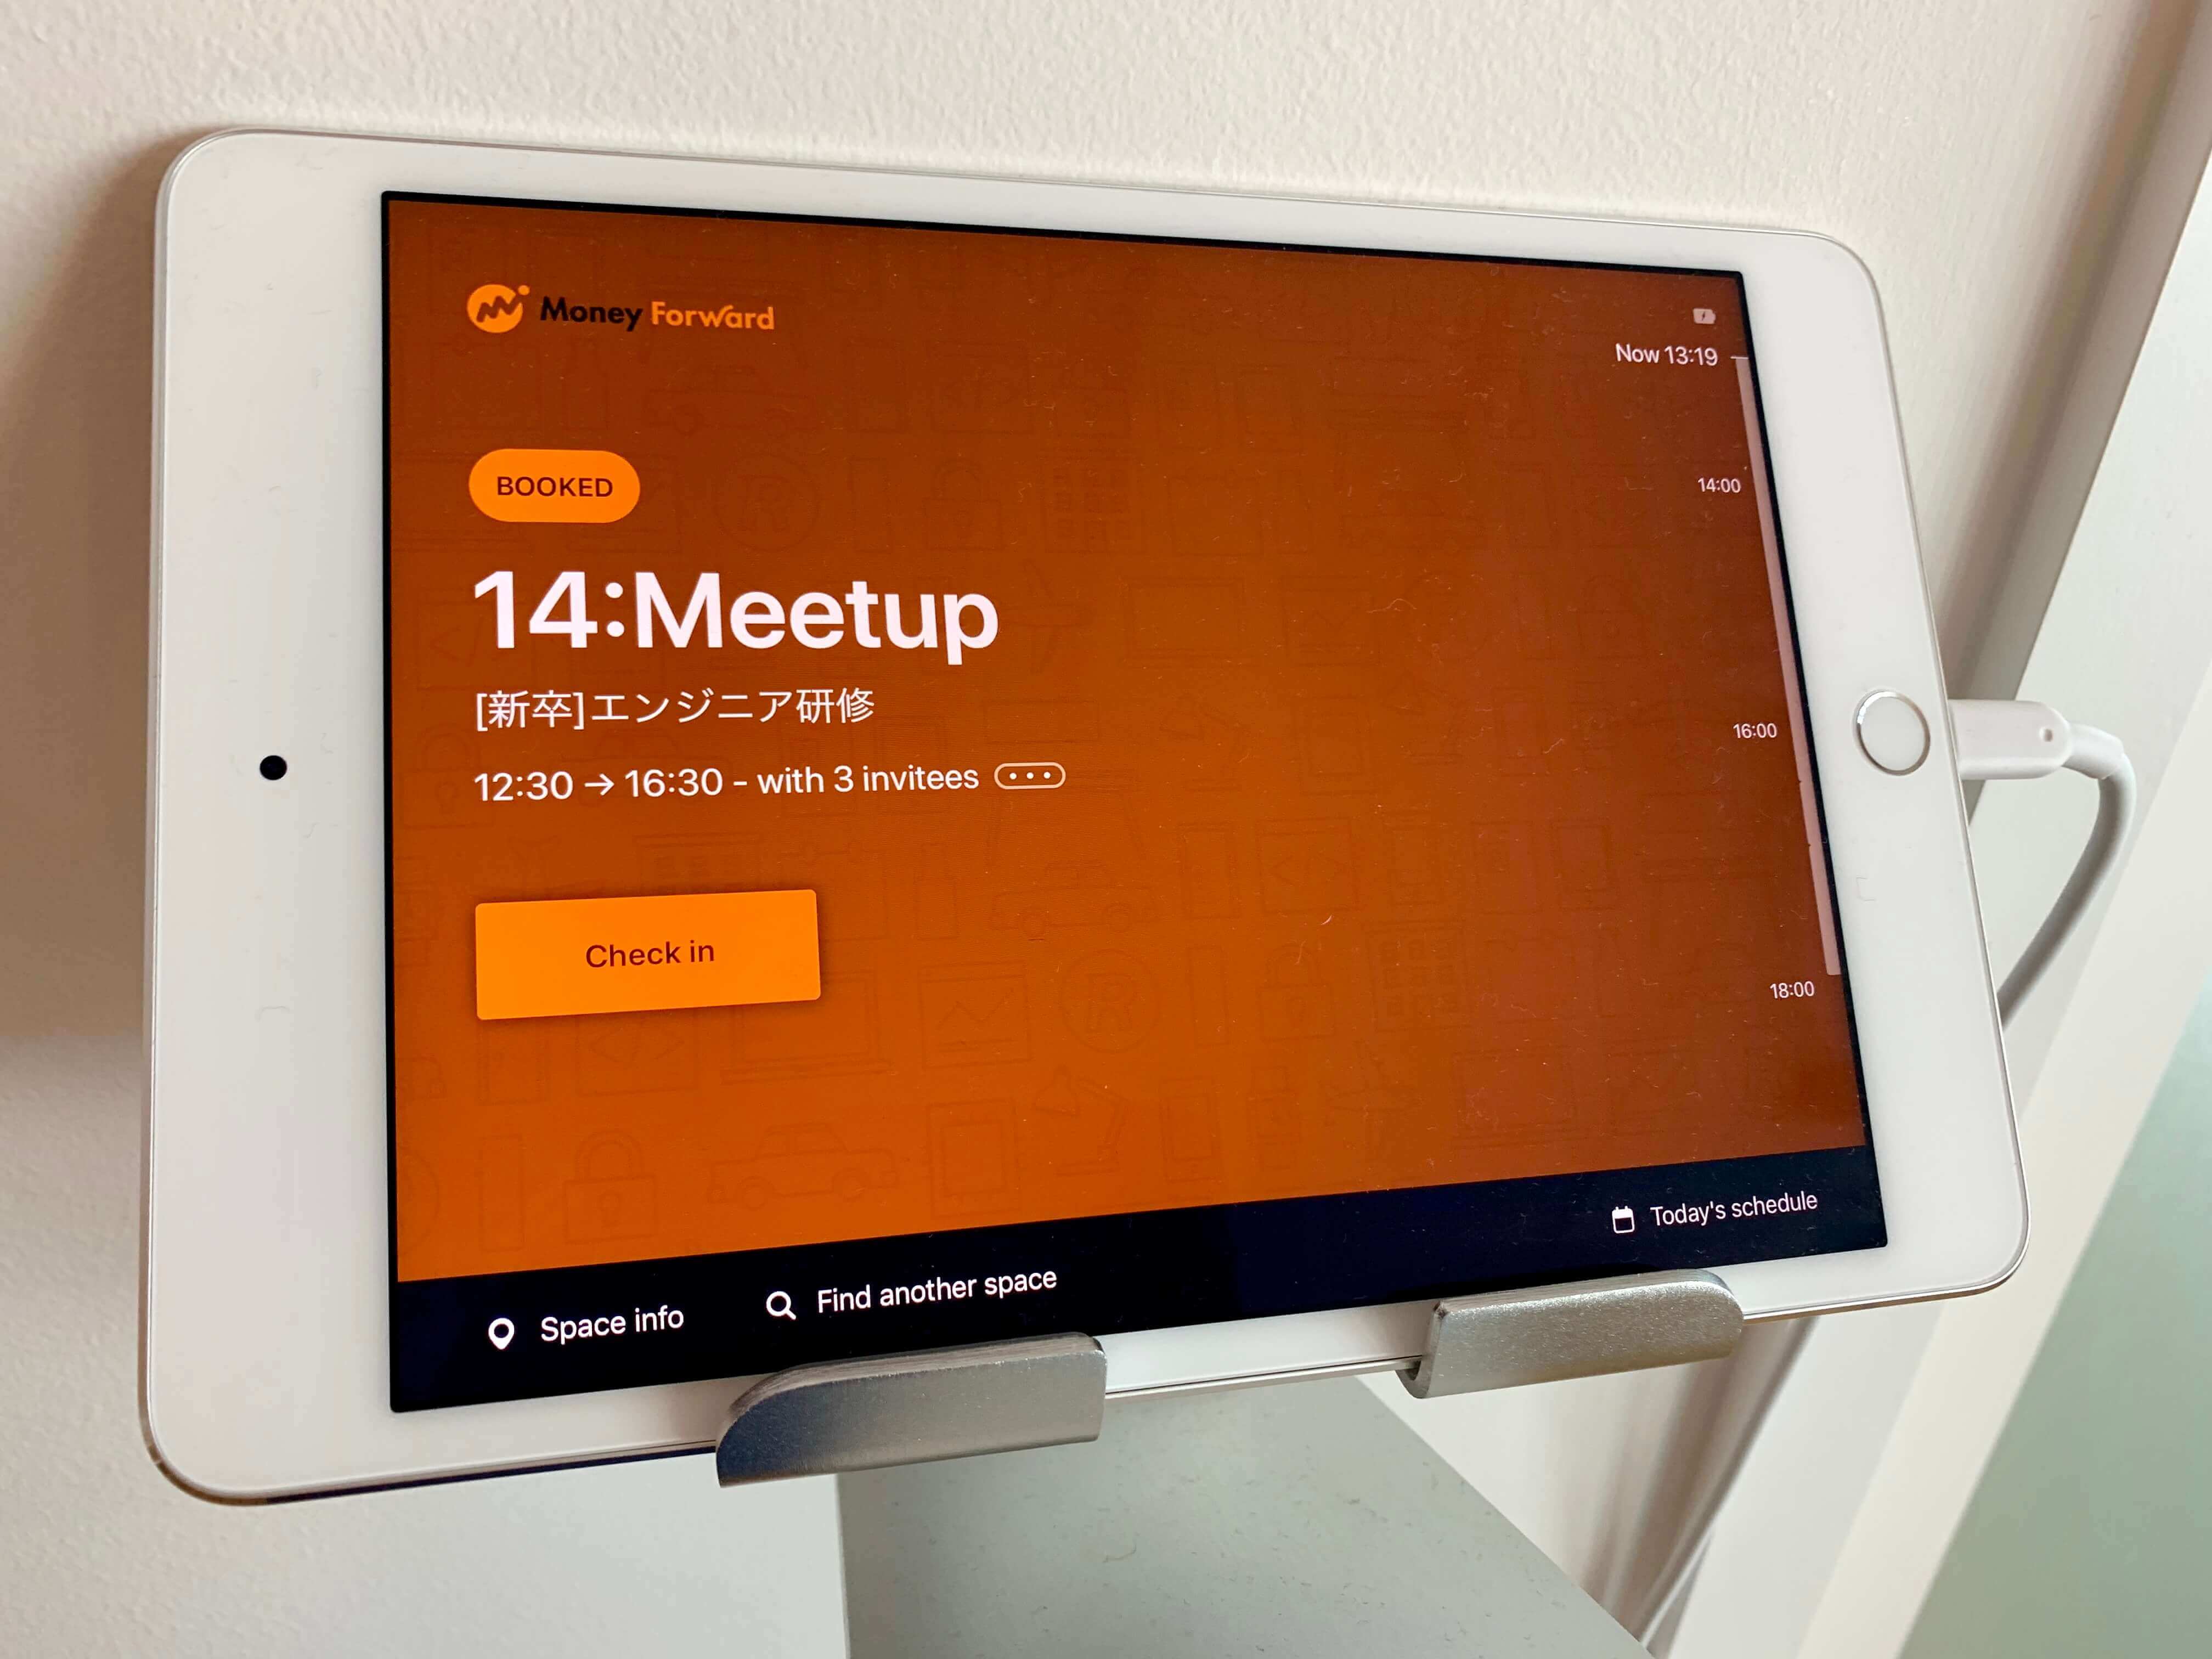 Money Forward
Now 13:19
BOOKED
14:00
14:Meetup
[新卒]エンジニア研修
12:30 → 16:30 - with 3 invitees
16:00
Check in
18:00
Space info
Find another space
Today's schedule